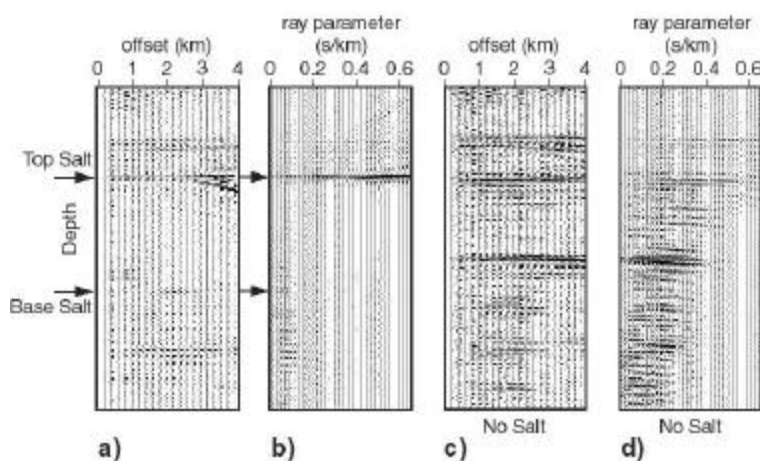 offset (km)
0 1 2 3 4
ray parameter
(s/km)
0 0.2 0.4 0.6
offset (km)
0 1 2 3 4
ray parameter
(s/km)
0 0.2 0.4 0.6
Top Salt
Depth
Base Salt
No Salt
No Salt
a)
b)
c)
d)